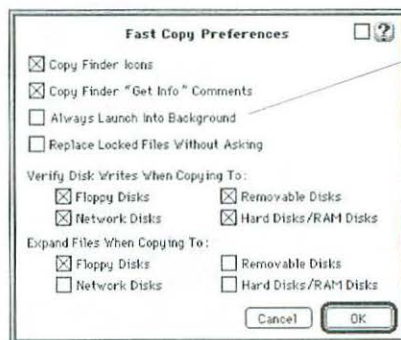 Fast Copy Preferences
?
Copy Finder Icons
Copy Finder "Get Info" Comments
Always Launch Into Background
Replace Locked Files Without Asking
Verify Disk Writes When Copying To:
Floppy Disks Removable Disks
Network Disks Hard Disks/RAM Disks
Expand Files When Copying To:
Floppy Disks Removable Disks
Network Disks Hard Disks/RAM Disks
Cancel OK